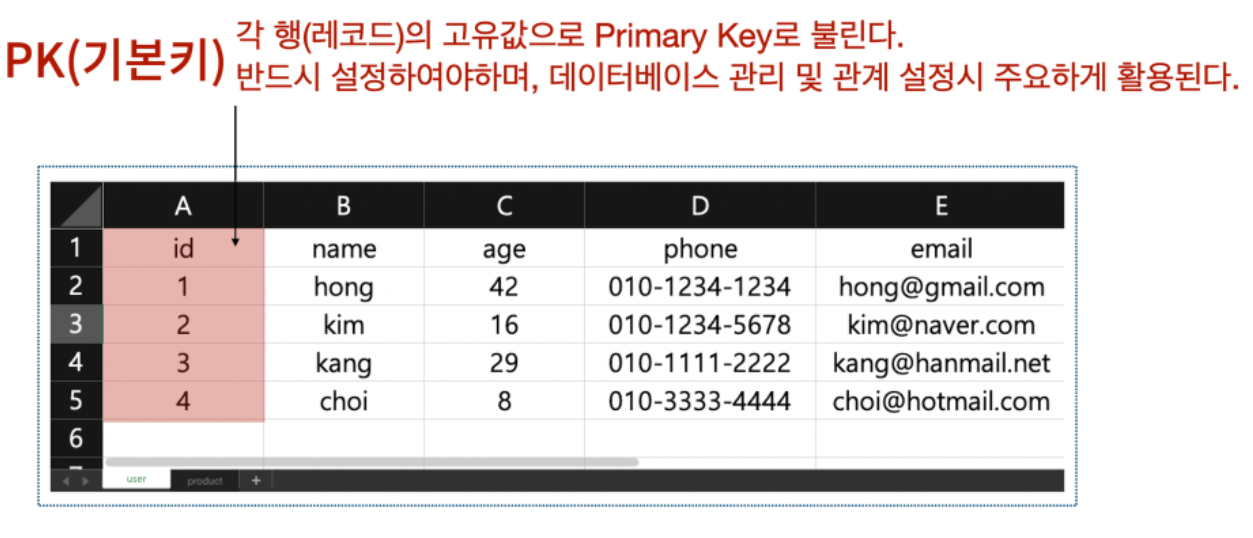 PK(기본키)
각 행(레코드)의 고유값으로 Primary Key로 불린다.
반드시 설정하여야하며, 데이터베이스 관리 및 관계 설정시 주요하게 활용된다.
A B C D E
1 id name age phone email
2 1 hong 42 010-1234-1234 hong@gmail.com
3 2 kim 16 010-1234-5678 kim@naver.com
4 3 kang 29 010-1111-2222 kang@hanmail.net
5 4 choi 8 010-3333-4444 choi@hotmail.com
6
user product +